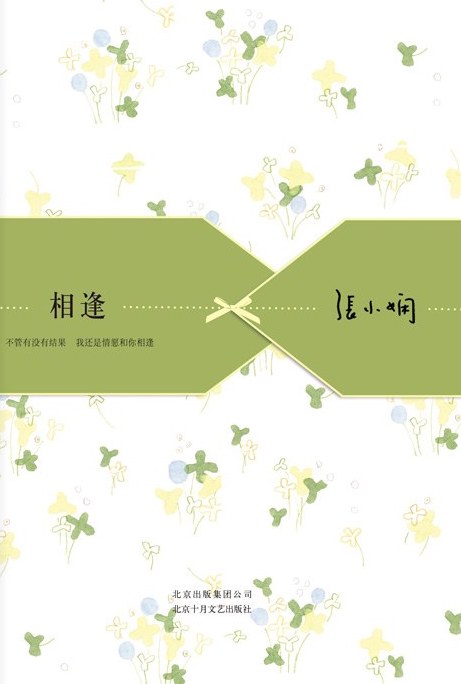 相逢
張小嫻
不管有没有结果　我还是情愿和你相逢
北京出版集团公司
北京十月文艺出版社